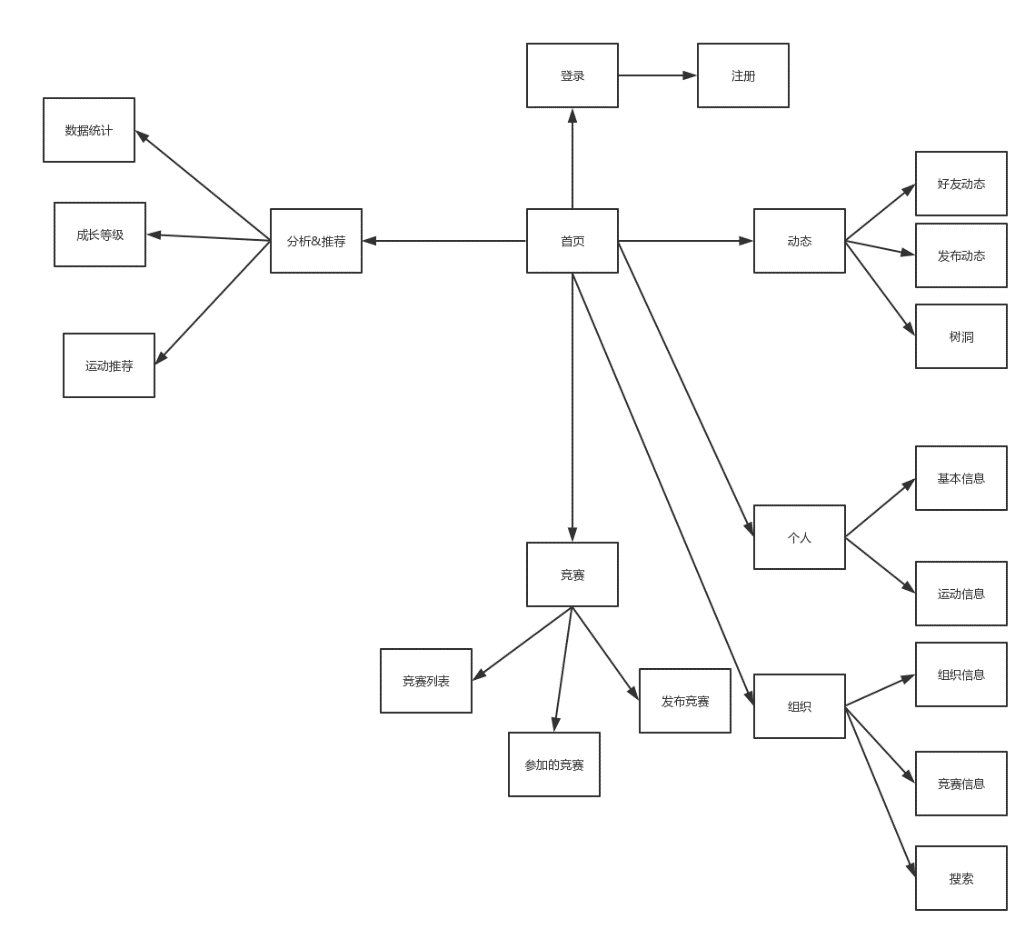 登录
注册
数据统计
好友动态
成长等级
分析&推荐
首页
动态
发布动态
树洞
运动推荐
基本信息
个人
竞赛
运动信息
组织信息
竞赛列表
发布竞赛
组织
参加的竞赛
竞赛信息
搜索